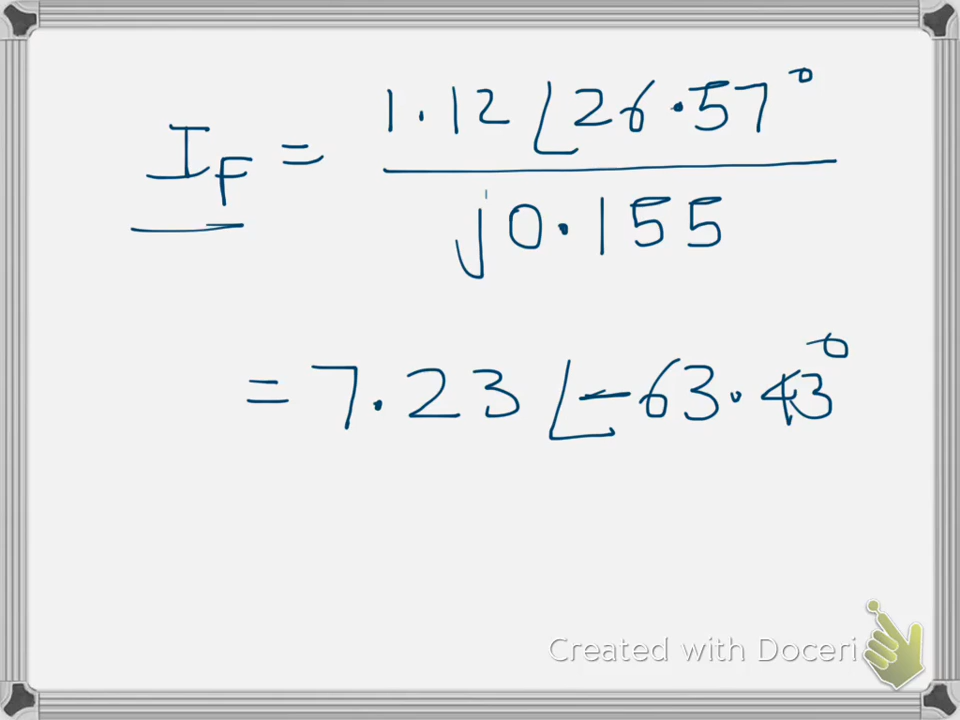 I_F = 1.12 ∠26.57° / j0.155
= 7.23 ∠-63.43°
Created with Doceri